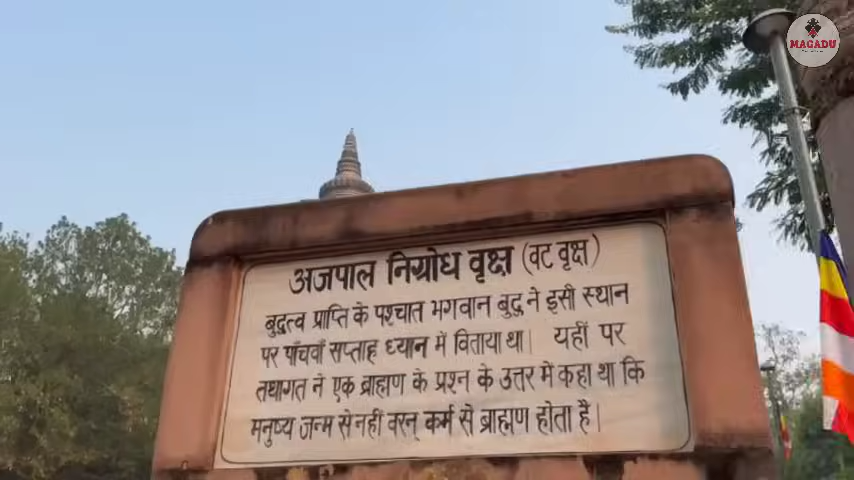 MAGADU
अजपाल निग्रोध वृक्ष (वट वृक्ष)
बुद्धत्व प्राप्ति के पश्चात भगवान बुद्ध ने इसी स्थान
पर पाँचवाँ सप्ताह ध्यान में विताया था। यहीं पर
तथागत ने एक ब्राह्मण के प्रश्न के उत्तर में कहा था कि
मनुष्य जन्म से नहीं वरन् कर्म से ब्राह्मण होता है।